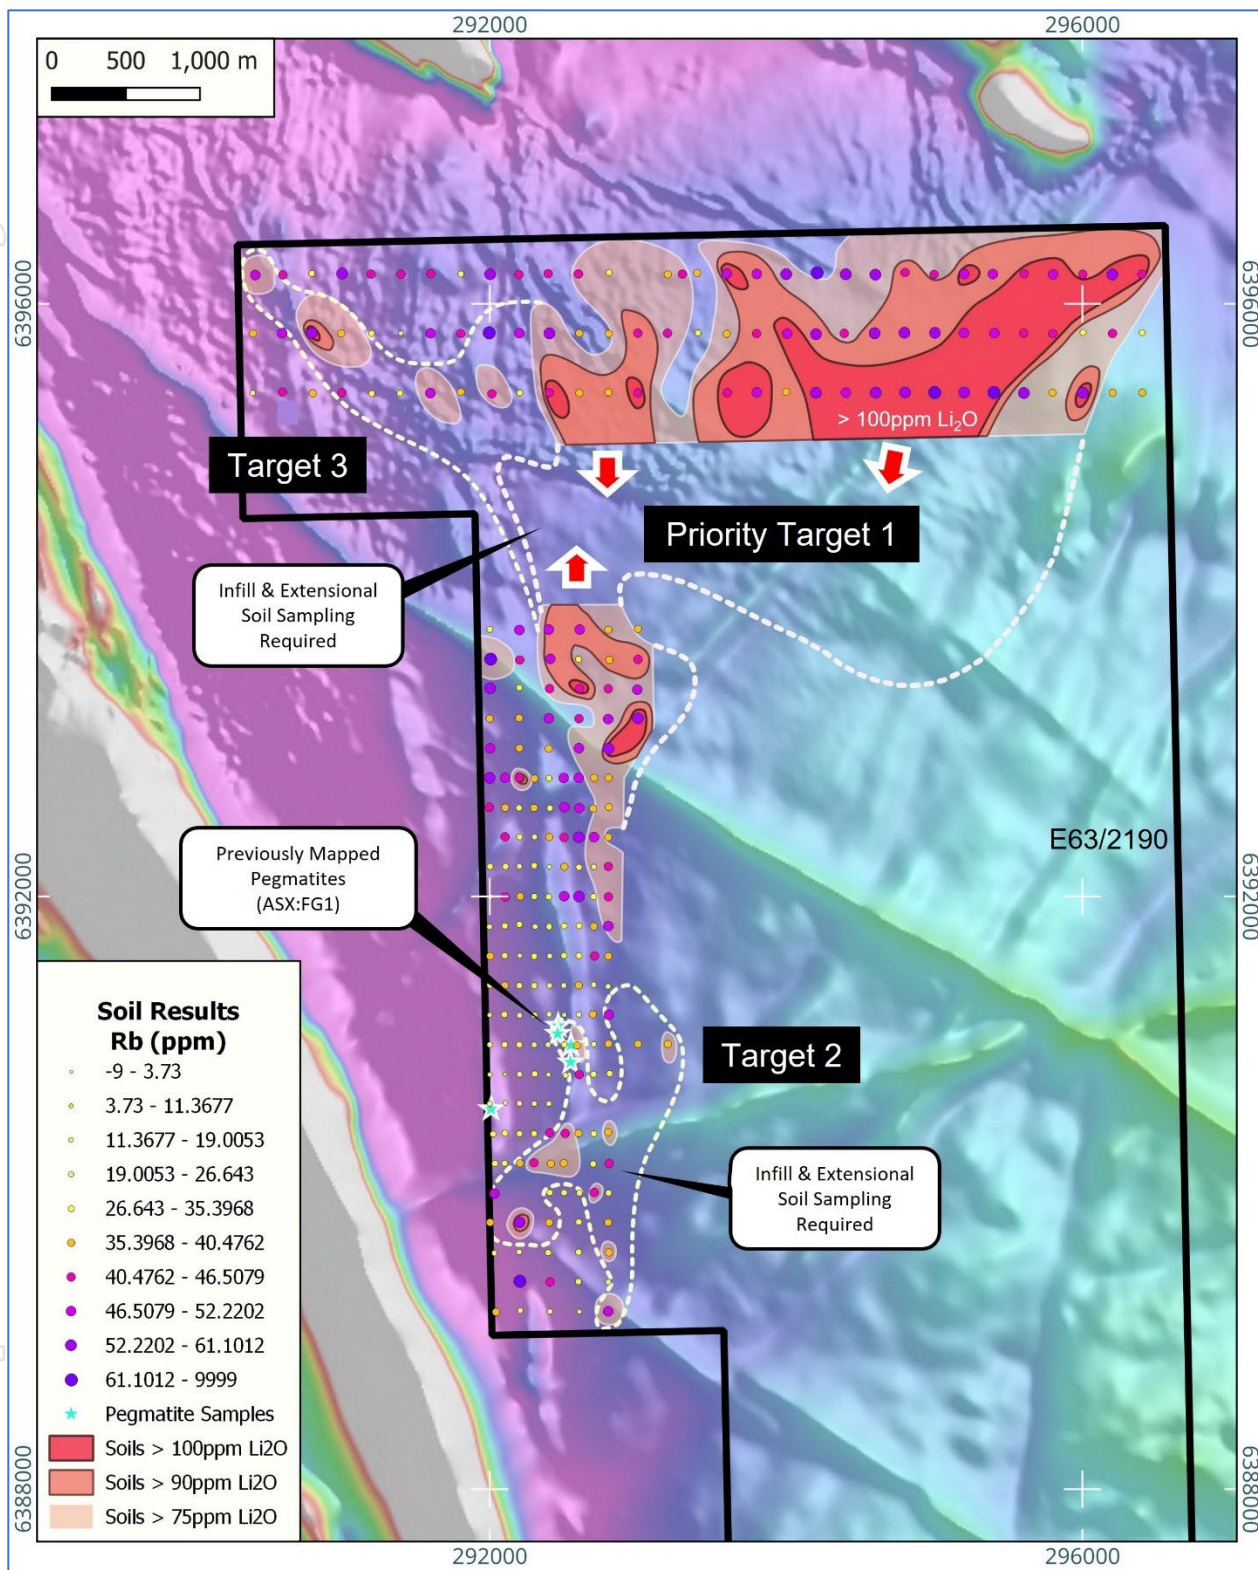 292000
296000
0 500 1,000 m
6396000
6396000
> 100ppm Li₂O
Target 3
Priority Target 1
Infill & Extensional
Soil Sampling
Required
E63/2190
Previously Mapped
Pegmatites
(ASX:FG1)
6392000
6392000
Target 2
Infill & Extensional
Soil Sampling
Required
Soil Results
Rb (ppm)
-9 - 3.73
3.73 - 11.3677
11.3677 - 19.0053
19.0053 - 26.643
26.643 - 35.3968
35.3968 - 40.4762
40.4762 - 46.5079
46.5079 - 52.2202
52.2202 - 61.1012
61.1012 - 9999
Pegmatite Samples
Soils > 100ppm Li2O
Soils > 90ppm Li2O
Soils > 75ppm Li2O
6388000
6388000
292000
296000